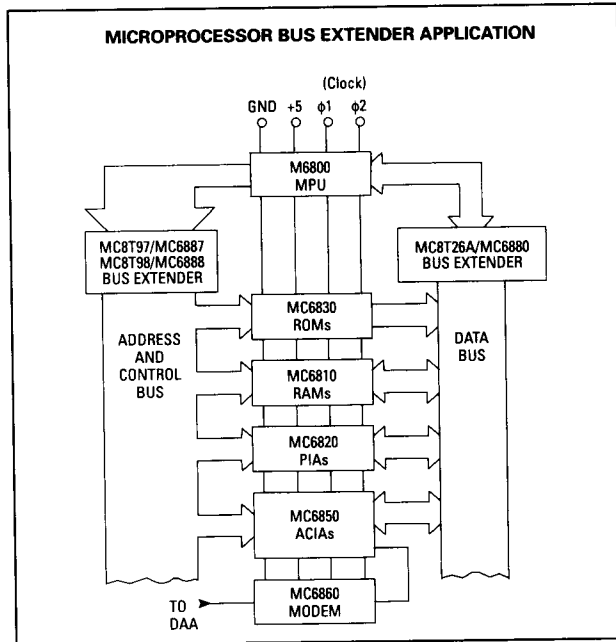 MICROPROCESSOR BUS EXTENDER APPLICATION
(Clock)
GND +5 ϕ1 ϕ2
M6800
MPU
MC8T97/MC6887
MC8T98/MC6888
BUS EXTENDER
MC8T26A/MC6880
BUS EXTENDER
ADDRESS
AND
CONTROL
BUS
MC6830
ROMs
DATA
BUS
MC6810
RAMs
MC6820
PIAs
MC6850
ACIAs
MC6860
MODEM
TO
DAA